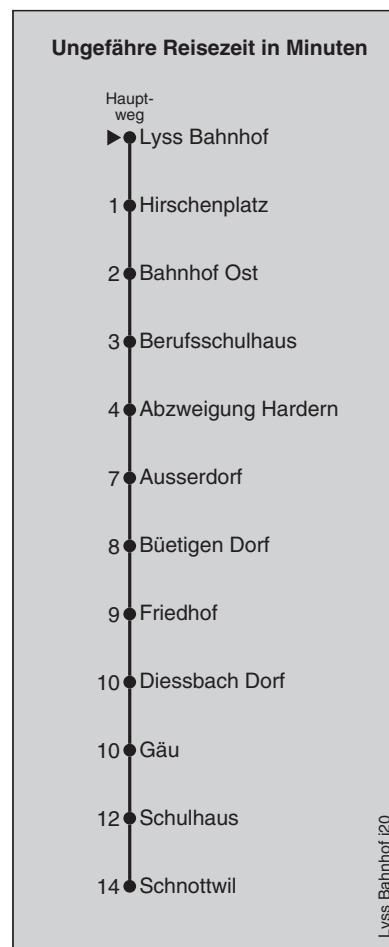 Ungefähre Reisezeit in Minuten
Haupt-
weg
Lyss Bahnhof
1 Hirschenplatz
2 Bahnhof Ost
3 Berufsschulhaus
4 Abzweigung Hardern
7 Ausserdorf
8 Büetigen Dorf
9 Friedhof
10 Diessbach Dorf
10 Gäu
12 Schulhaus
14 Schnottwil
Lyss Bahnhof i20